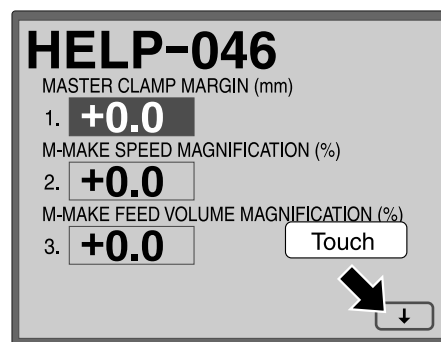 HELP-046
MASTER CLAMP MARGIN (mm)
1. +0.0
M-MAKE SPEED MAGNIFICATION (%)
2. +0.0
M-MAKE FEED VOLUME MAGNIFICATION (%)
3. +0.0
Touch
↓